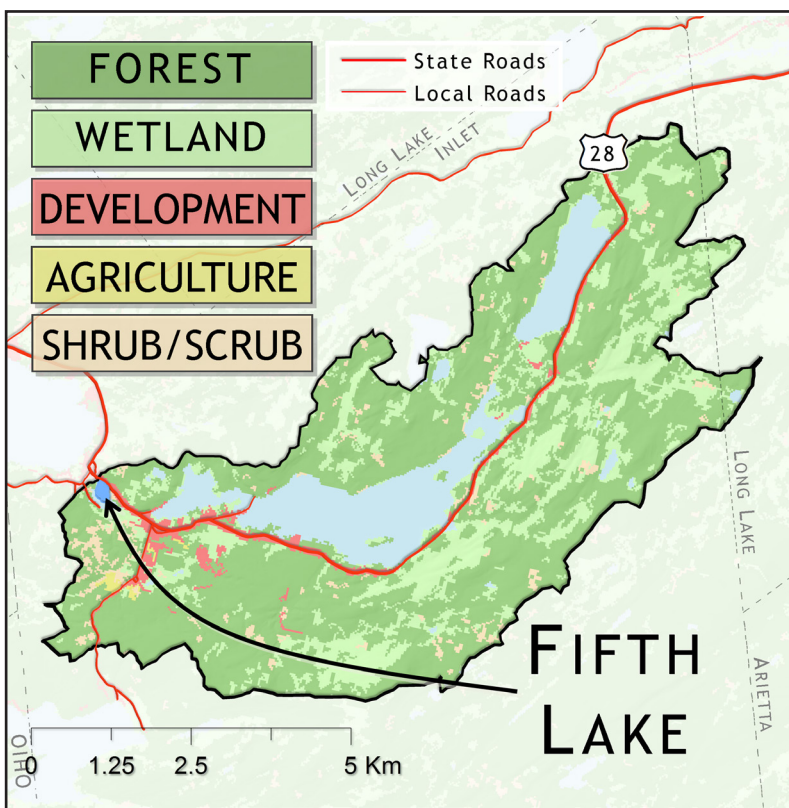 FOREST
WETLAND
DEVELOPMENT
AGRICULTURE
SHRUB/SCRUB
State Roads
Local Roads
LONG LAKE
INLET
28
LONG LAKE
ARIETTA
FIFTH
LAKE
OHIO
0 1.25 2.5 5 Km